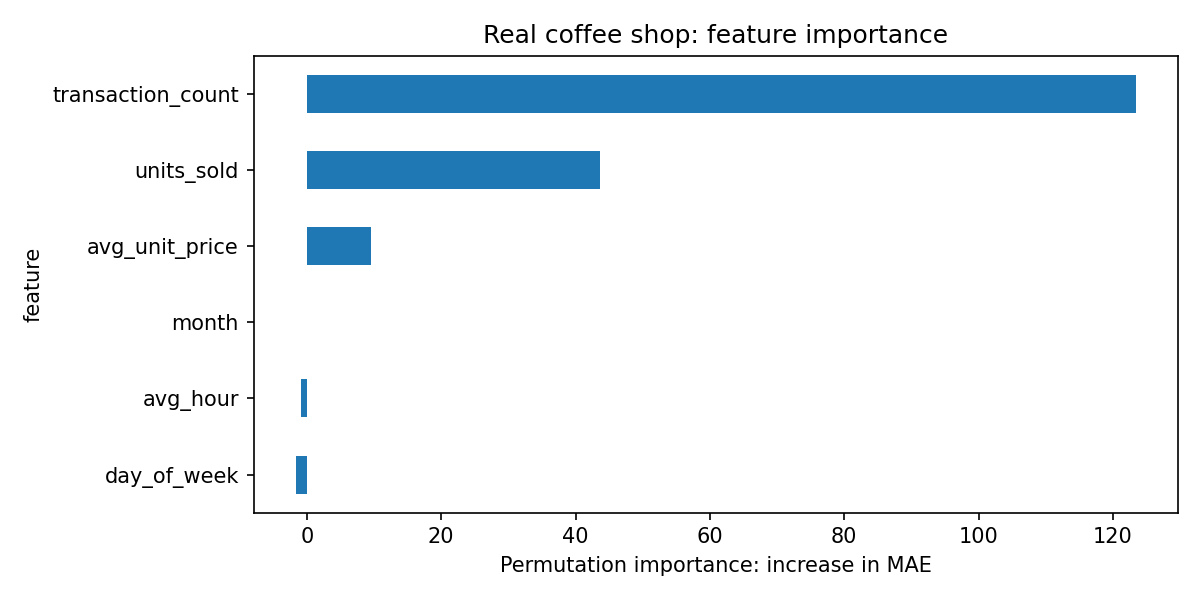 Real coffee shop: feature importance
feature
transaction_count
units_sold
avg_unit_price
month
avg_hour
day_of_week
0 20 40 60 80 100 120
Permutation importance: increase in MAE